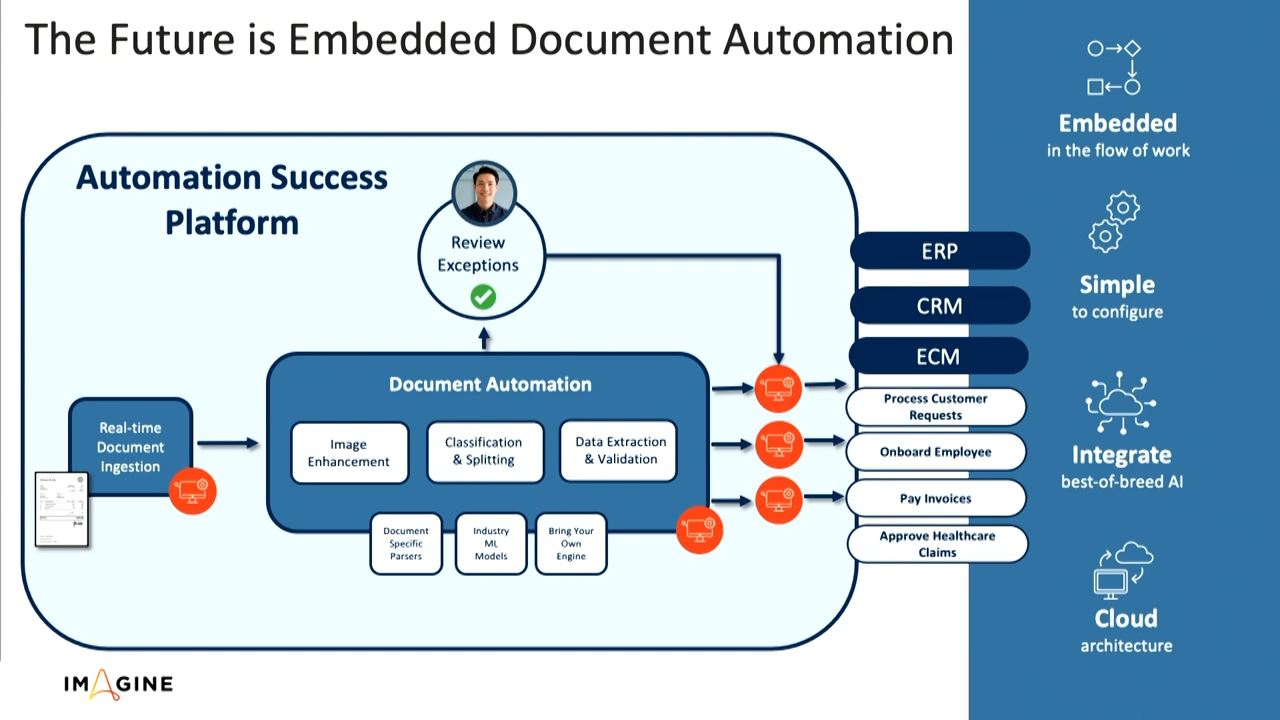 The Future is Embedded Document Automation
Automation Success
Platform
Review
Exceptions
Real-time
Document
Ingestion
Document Automation
Image
Enhancement
Classification
& Splitting
Data Extraction
& Validation
Document
Specific
Parsers
Industry
ML
Models
Bring Your
Own
Engine
ERP
CRM
ECM
Process Customer
Requests
Onboard Employee
Pay Invoices
Approve Healthcare
Claims
Embedded
in the flow of work
Simple
to configure
Integrate
best-of-breed AI
Cloud
architecture
IMAGINE